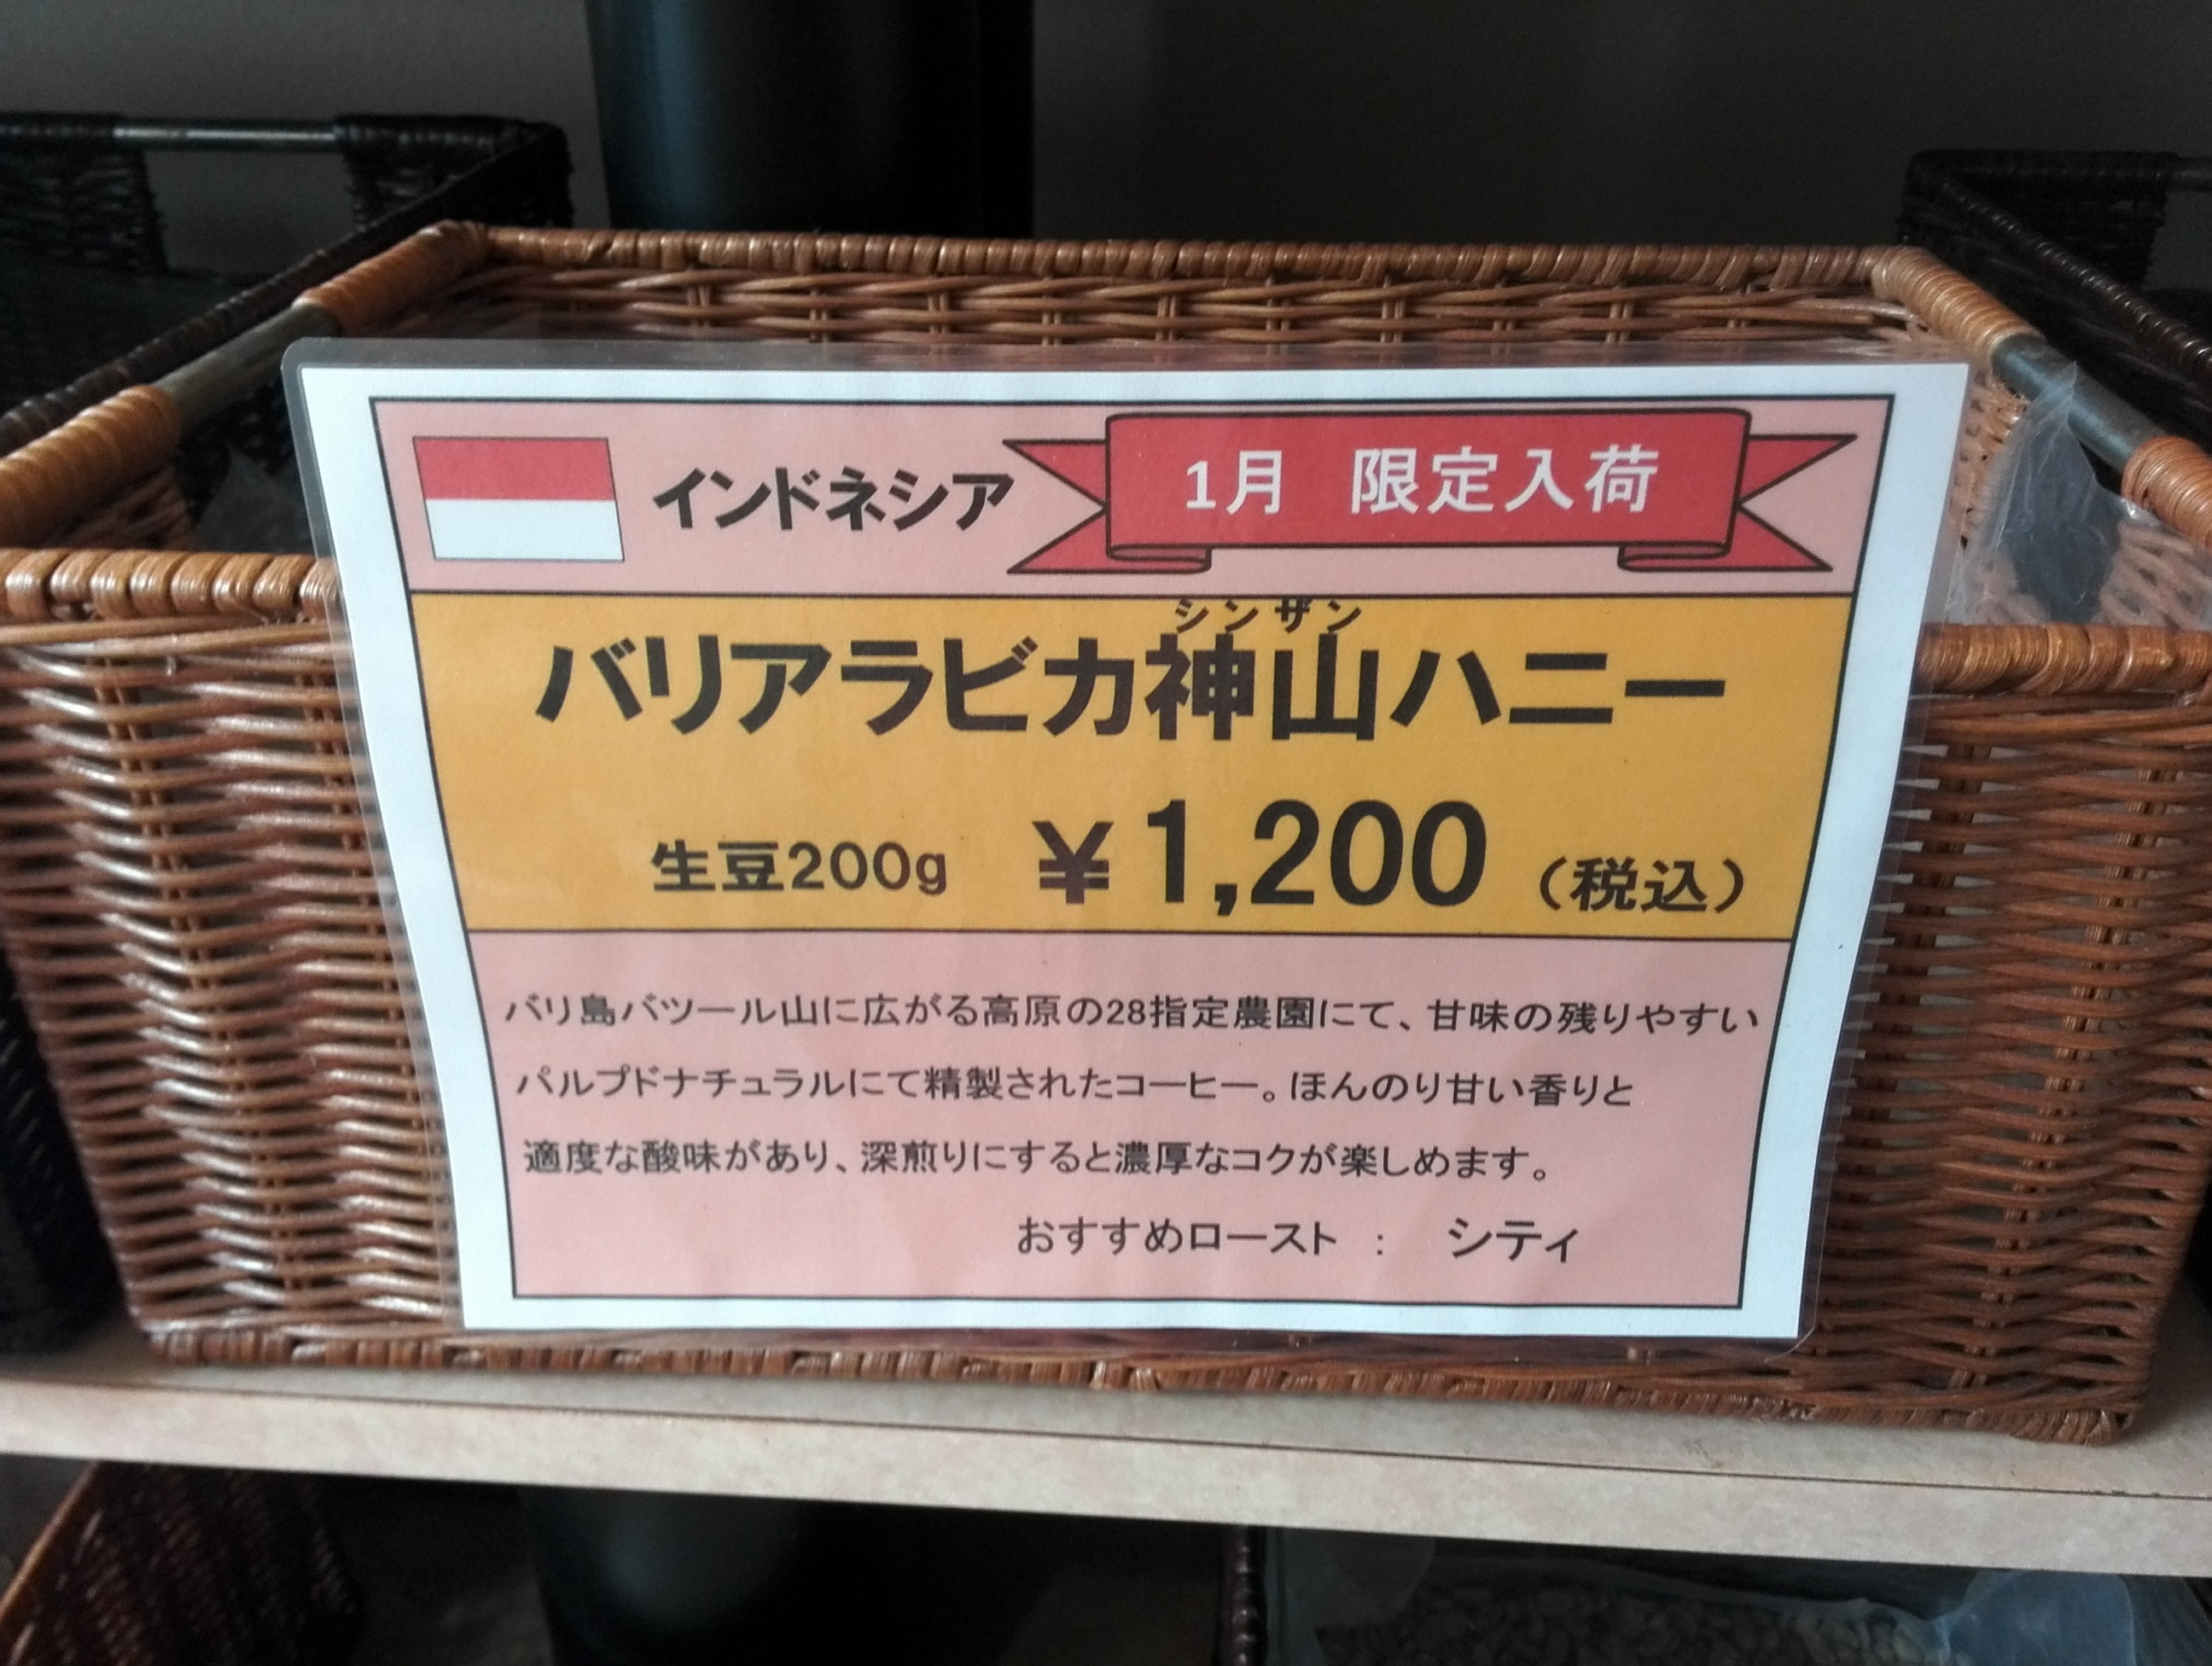 インドネシア
1月 限定入荷
シンザン
バリアラビカ神山ハニー
生豆200g ¥1,200（税込）
バリ島バツール山に広がる高原の28指定農園にて、甘味の残りやすい
パルプドナチュラルにて精製されたコーヒー。ほんのり甘い香りと
適度な酸味があり、深煎りにすると濃厚なコクが楽しめます。
おすすめロースト ： シティ